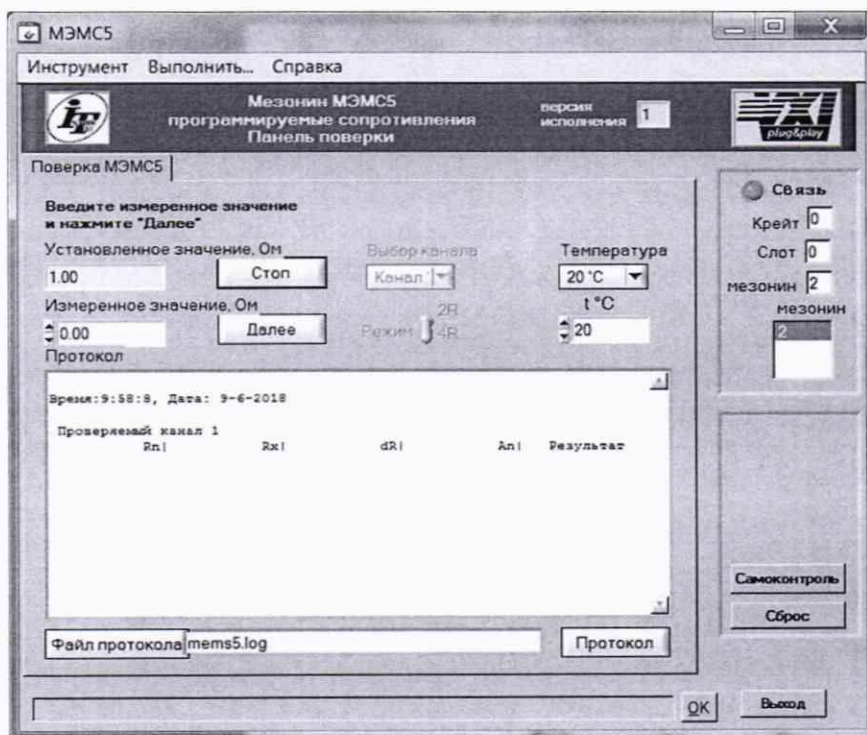 МЭМС5
Инструмент Выполнить... Справка
Мезонин МЭМС5
программируемые сопротивления
Панель поверки
версия
исполнения 1
VXI
plug&play
Поверка МЭМС5
Введите измеренное значение
и нажмите "Далее"
Установленное значение, Ом
1.00
Стоп
Выбор канала
Канал 1
Температура
20 °C
Измеренное значение, Ом
0.00
Далее
Режим
2R
4R
t °C
20
Протокол
Время:9:58:8, Дата: 9-6-2018
Проверяемый канал 1
Rn| Rx| dR| An| Результат
Файл протокола mems5.log
Протокол
Связь
Крейт 0
Слот 0
мезонин 2
мезонин
2
Самоконтроль
Сброс
OK
Выход